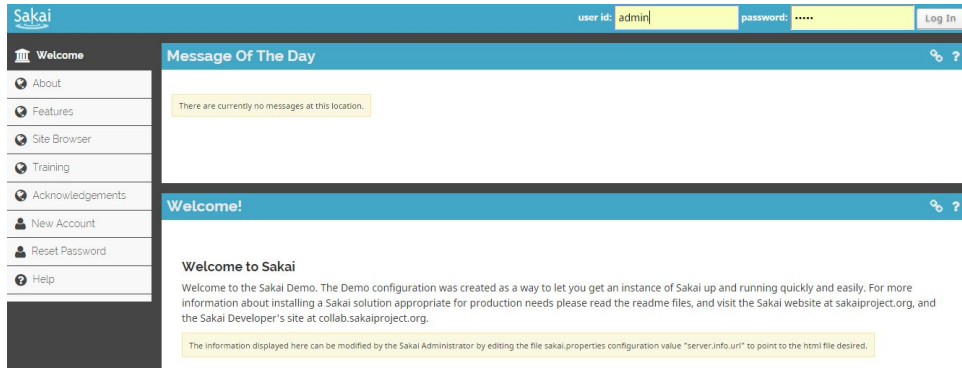 Sakai
user id: admin password: ••••• Log In
Welcome
About
Features
Site Browser
Training
Acknowledgements
New Account
Reset Password
Help
Message Of The Day ?
There are currently no messages at this location.
Welcome! ?
Welcome to Sakai
Welcome to the Sakai Demo. The Demo configuration was created as a way to let you get an instance of Sakai up and running quickly and easily. For more
information about installing a Sakai solution appropriate for production needs please read the readme files, and visit the Sakai website at sakaiproject.org, and
the Sakai Developer's site at collab.sakaiproject.org.
The information displayed here can be modified by the Sakai Administrator by editing the file sakai.properties configuration value "server.info.url" to point to the html file desired.